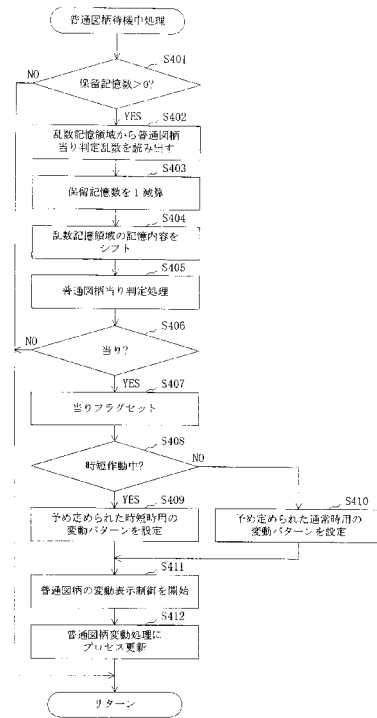 普通図柄待機中処理
S401
NO
保留記憶数>0?
YES
S402
乱数記憶領域から普通図柄
当り判定乱数を読み出す
S403
保留記憶数を1減算
S404
乱数記憶領域の記憶内容を
シフト
S405
普通図柄当り判定処理
S406
NO
当り?
YES
S407
当りフラグセット
S408
時短作動中?
NO
YES
S409
S410
予め定められた時短時用の
変動パターンを設定
予め定められた通常時用の
変動パターンを設定
S411
普通図柄の変動表示制御を開始
S412
普通図柄変動処理に
プロセス更新
リターン